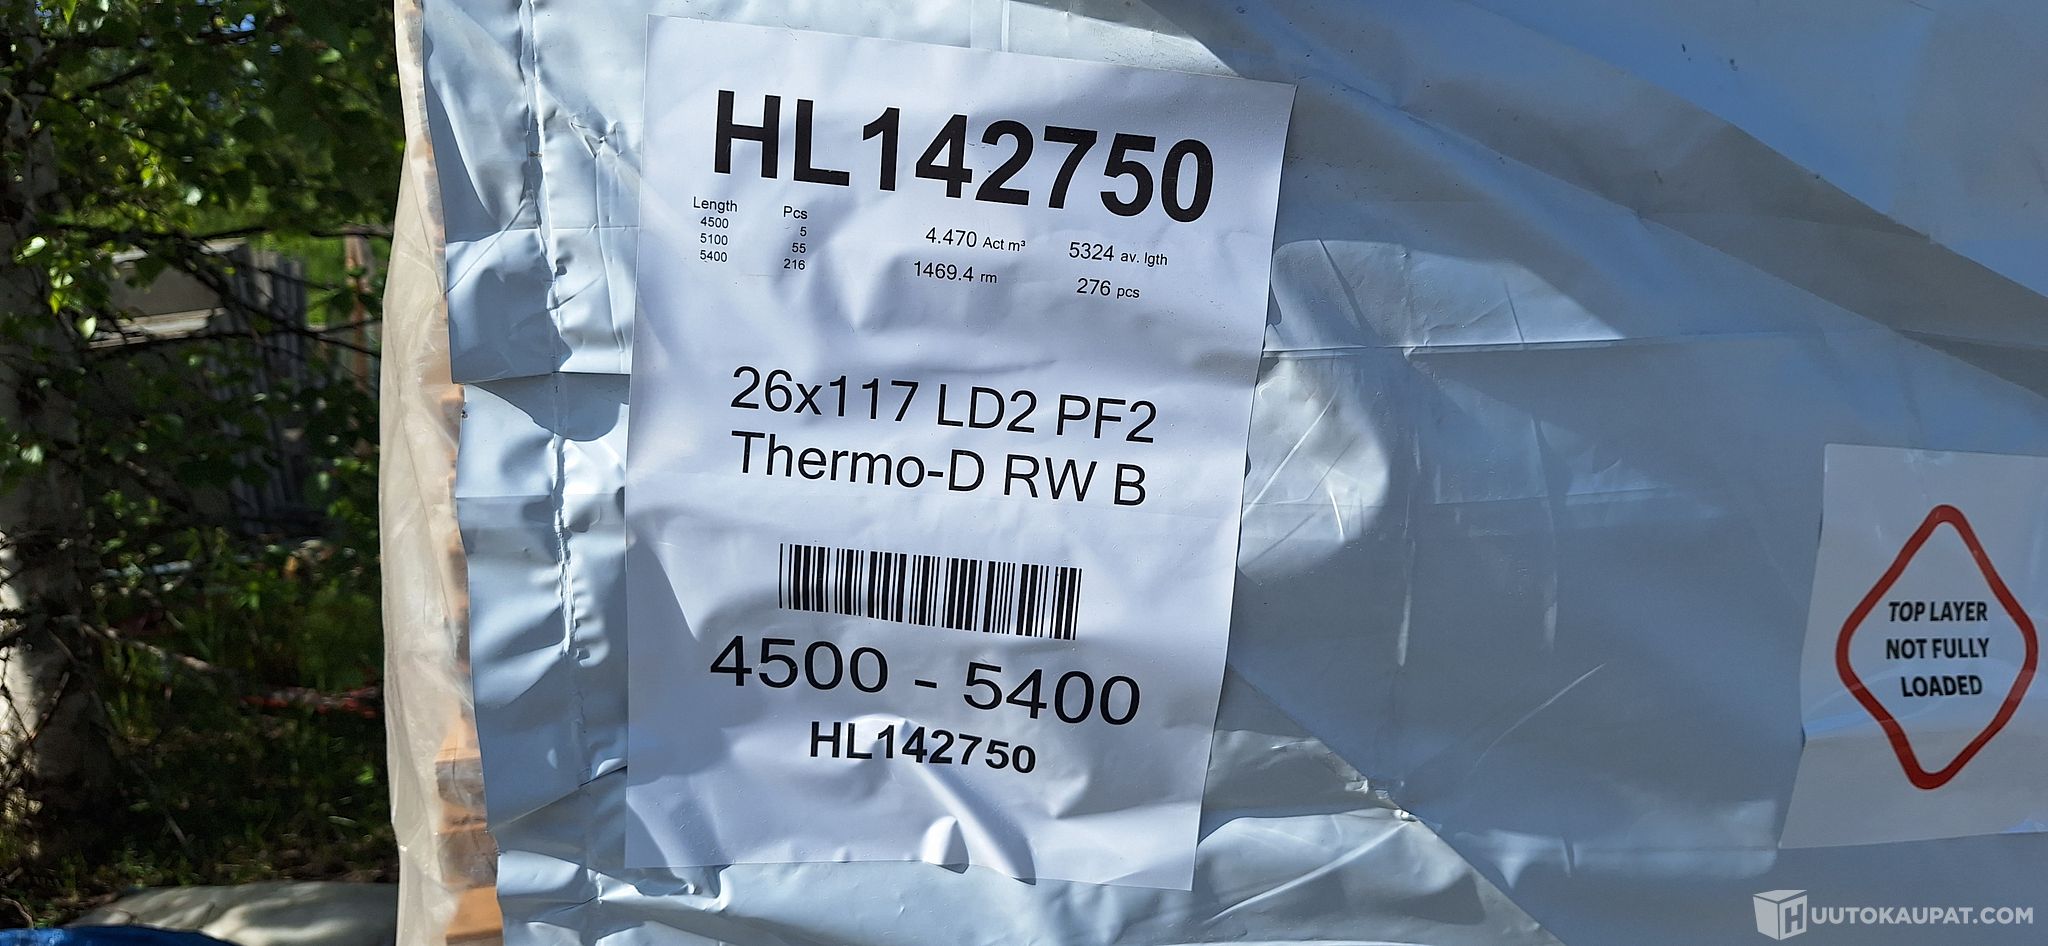 HL142750
Length Pcs
4500 5
5100 55
5400 216
4.470 Act m³ 5324 av. lgth
1469.4 rm 276 pcs
26x117 LD2 PF2
Thermo-D RW B
4500 - 5400
HL142750
TOP LAYER
NOT FULLY
LOADED
HUUTOKAUPAT.COM